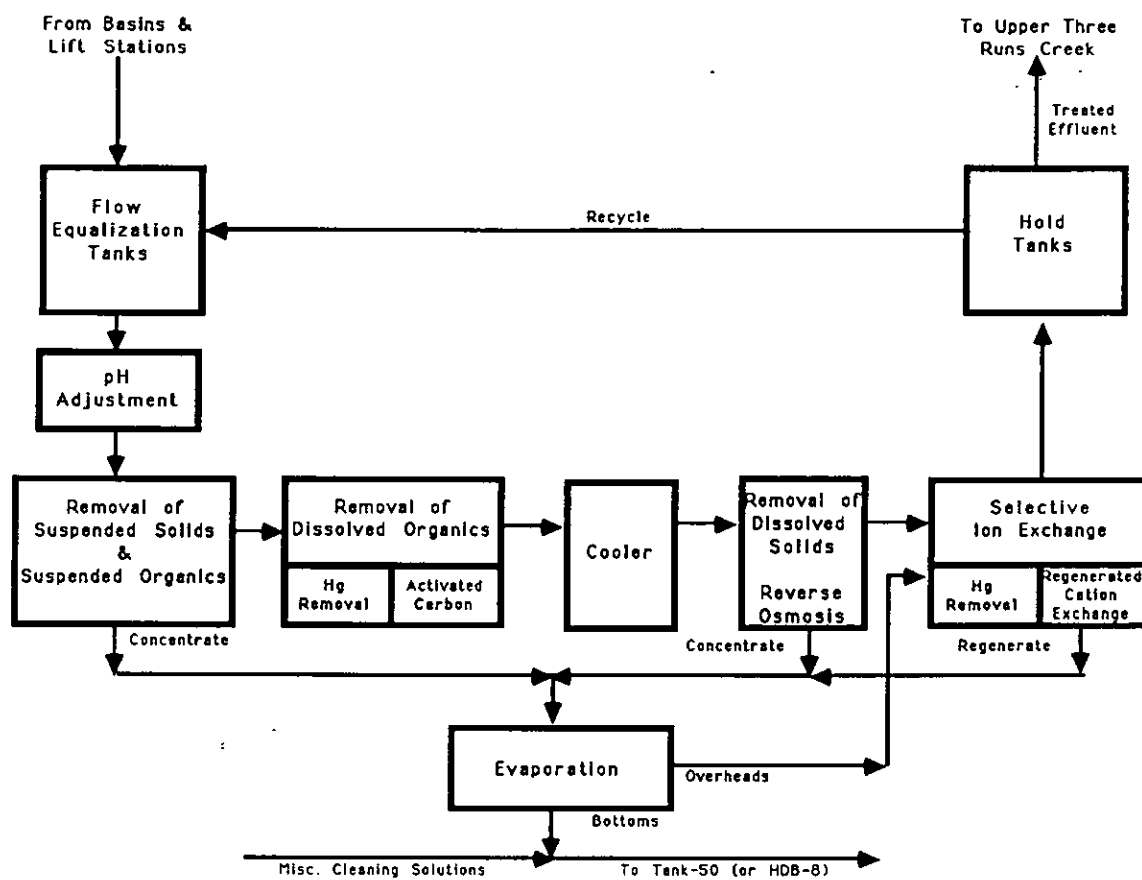 From Basins &
Lift Stations
To Upper Three
Runs Creek
Treated
Effluent
Flow
Equalization
Tanks
Recycle
Hold
Tanks
pH
Adjustment
Removal of
Suspended Solids
&
Suspended Organics
Removal of
Dissolved Organics
Hg
Removal
Activated
Carbon
Cooler
Removal of
Dissolved
Solids
Reverse
Osmosis
Selective
Ion Exchange
Hg
Removal
Regenerated
Cation
Exchange
Concentrate
Concentrate
Regenerate
Evaporation
Overheads
Bottoms
Misc. Cleaning Solutions
To Tank-50 (or HDB-8)